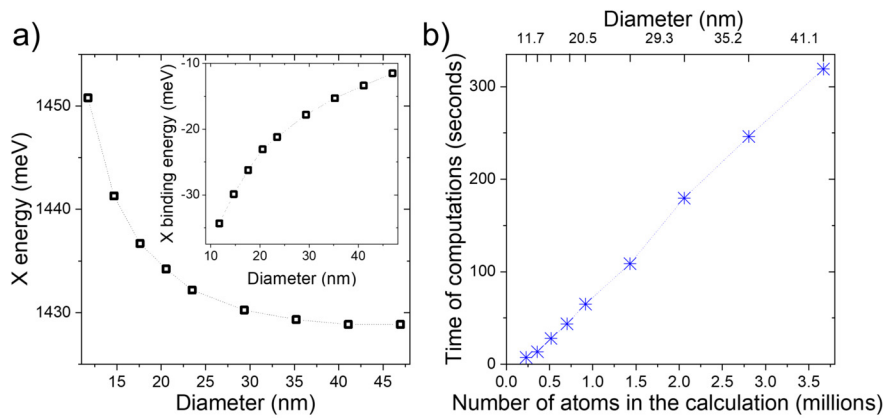 a)
1450
1440
1430
X energy (meV)
15 20 25 30 35 40 45
Diameter (nm)
-10
-20
-30
X binding energy (meV)
10 20 30 40
Diameter (nm)
b)
Diameter (nm)
11.7 20.5 29.3 35.2 41.1
300
200
100
0
Time of computations (seconds)
0.0 0.5 1.0 1.5 2.0 2.5 3.0 3.5
Number of atoms in the calculation (millions)